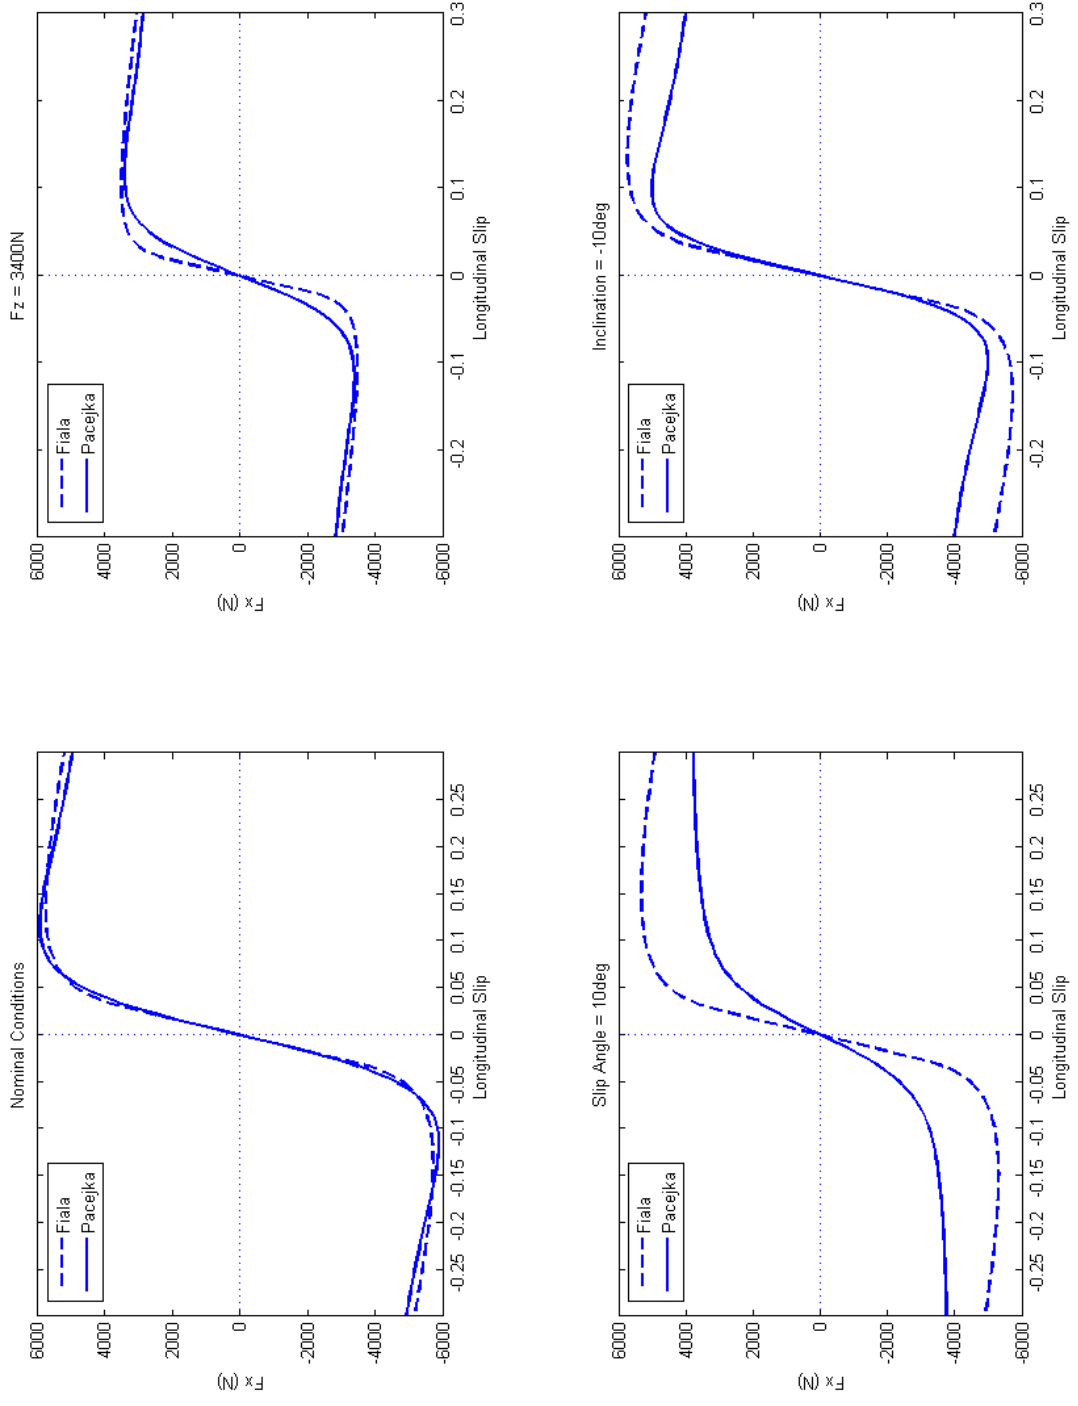 Nominal Conditions
6000
4000
2000
0
-2000
-4000
-6000
Fx (N)
Fiala
Pacejka
-0.25 -0.2 -0.15 -0.1 -0.05 0 0.05 0.1 0.15 0.2 0.25
Longitudinal Slip
Fz = 3400N
6000
4000
2000
0
-2000
-4000
-6000
Fx (N)
Fiala
Pacejka
-0.2 -0.1 0 0.1 0.2 0.3
Longitudinal Slip
Slip Angle = 10deg
6000
4000
2000
0
-2000
-4000
-6000
Fx (N)
Fiala
Pacejka
-0.25 -0.2 -0.15 -0.1 -0.05 0 0.05 0.1 0.15 0.2 0.25
Longitudinal Slip
Inclination = -10deg
6000
4000
2000
0
-2000
-4000
-6000
Fx (N)
Fiala
Pacejka
-0.2 -0.1 0 0.1 0.2 0.3
Longitudinal Slip